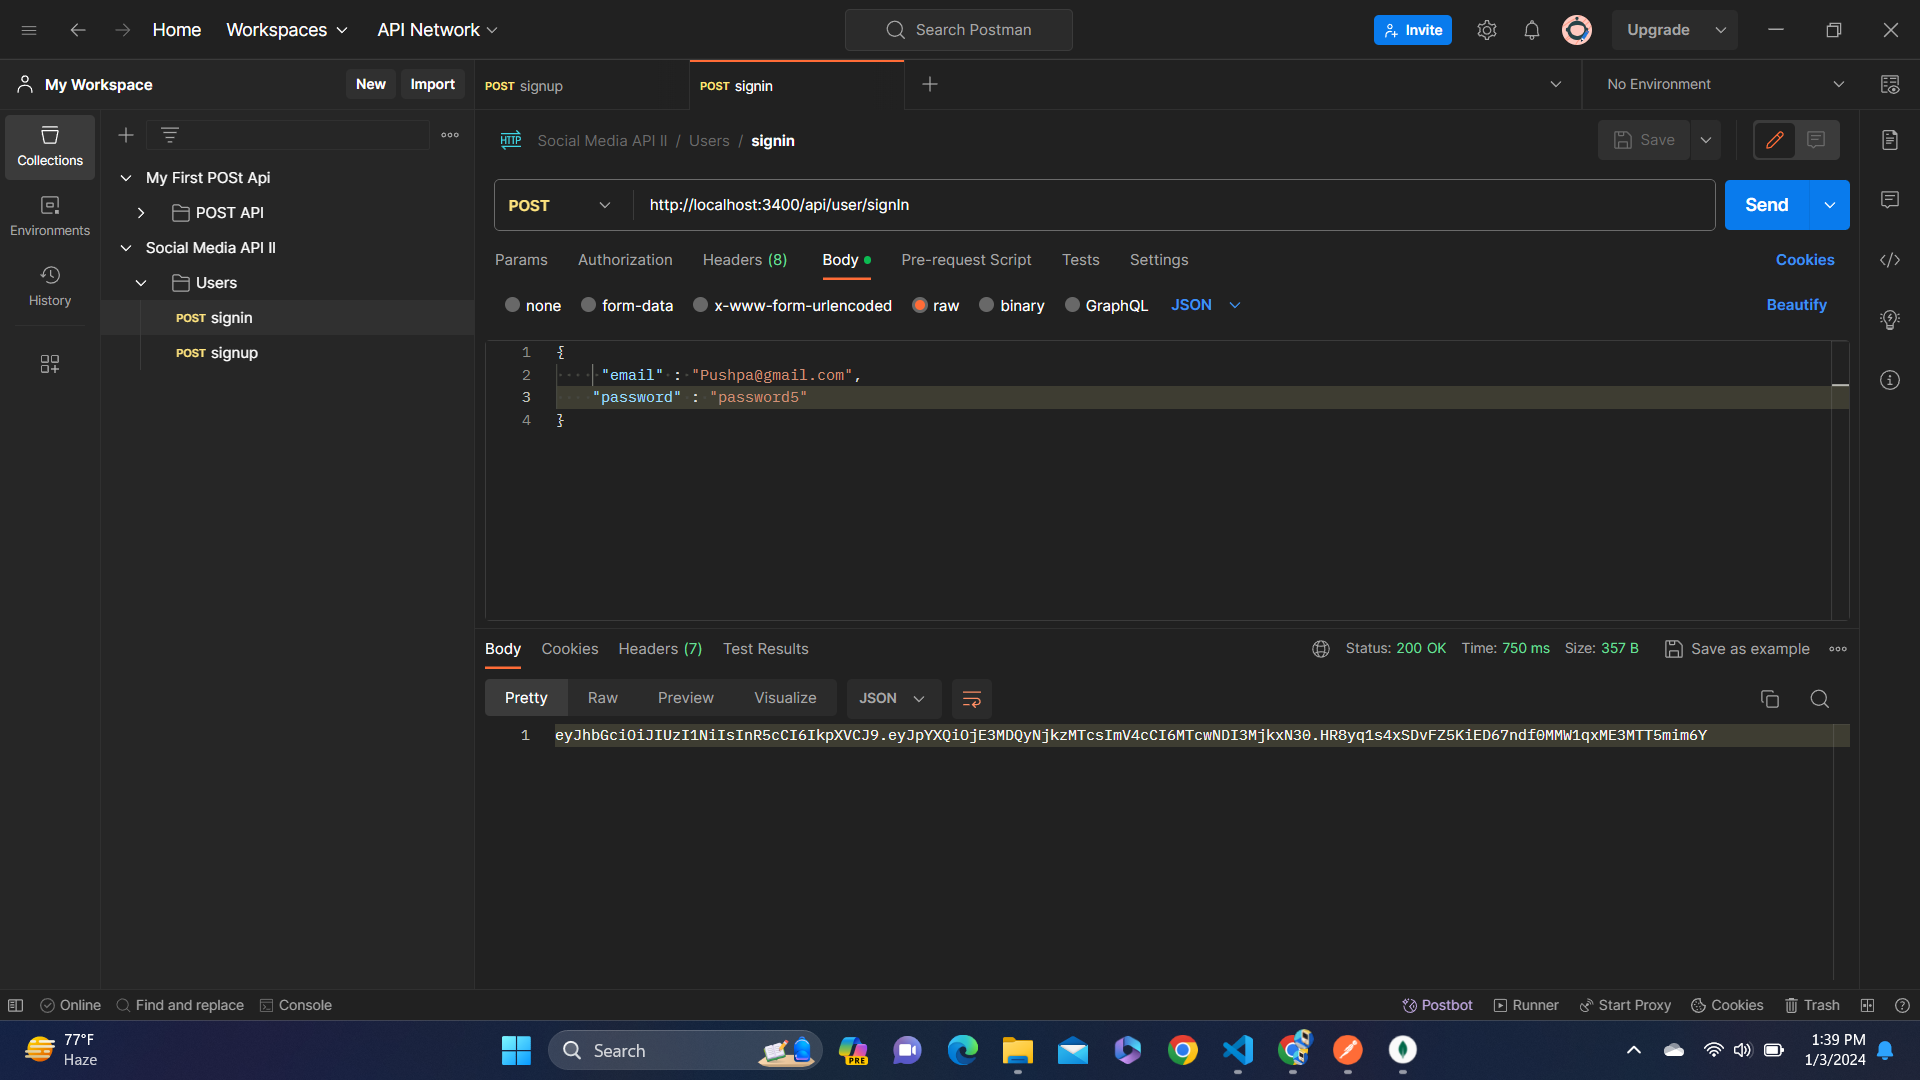 Home Workspaces API Network Search Postman Invite Upgrade
My Workspace New Import POST signup POST signin No Environment
Collections
Environments
History
My First POSt Api
POST API
Social Media API II
Users
POST signin
POST signup
HTTP Social Media API II / Users / signin Save
POST http://localhost:3400/api/user/signIn Send
Params Authorization Headers (8) Body Pre-request Script Tests Settings Cookies
none form-data x-www-form-urlencoded raw binary GraphQL JSON Beautify
1 {
2 "email" : "Pushpa@gmail.com",
3 "password" : "password5"
4 }
Body Cookies Headers (7) Test Results Status: 200 OK Time: 750 ms Size: 357 B Save as example
Pretty Raw Preview Visualize JSON
1 eyJhbGciOiJIUzI1NiIsInR5cCI6IkpXVCJ9.eyJpYXQiOjE3MDQyNjkzMTcsImV4cCI6MTcwNDI3MjkxN30.HR8yq1s4xSDvFZ5KiED67ndf0MMW1qxME3MTT5mim6Y
Online Find and replace Console Postbot Runner Start Proxy Cookies Trash
77°F
Haze
Search
PRE
1:39 PM
1/3/2024